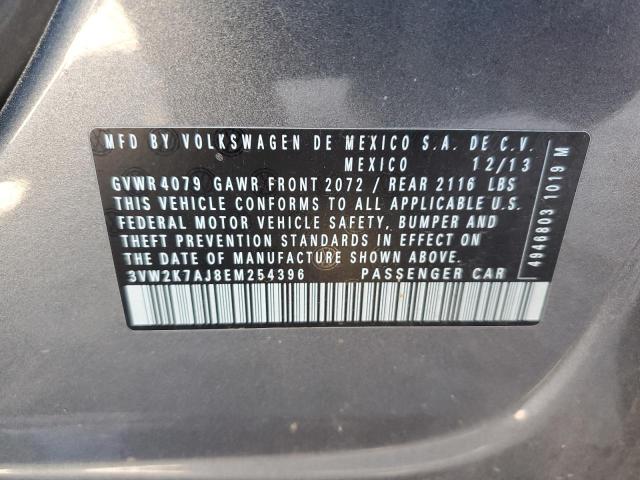 MFD BY VOLKSWAGEN DE MEXICO S.A. DE C.V.
MEXICO 12/13
GVWR 4079 GAWR FRONT 2072 / REAR 2116 LBS
THIS VEHICLE CONFORMS TO ALL APPLICABLE U.S.
FEDERAL MOTOR VEHICLE SAFETY, BUMPER AND
THEFT PREVENTION STANDARDS IN EFFECT ON
THE DATE OF MANUFACTURE SHOWN ABOVE.
3VW2K7AJ8EM254396 PASSENGER CAR
4946803 1019 M